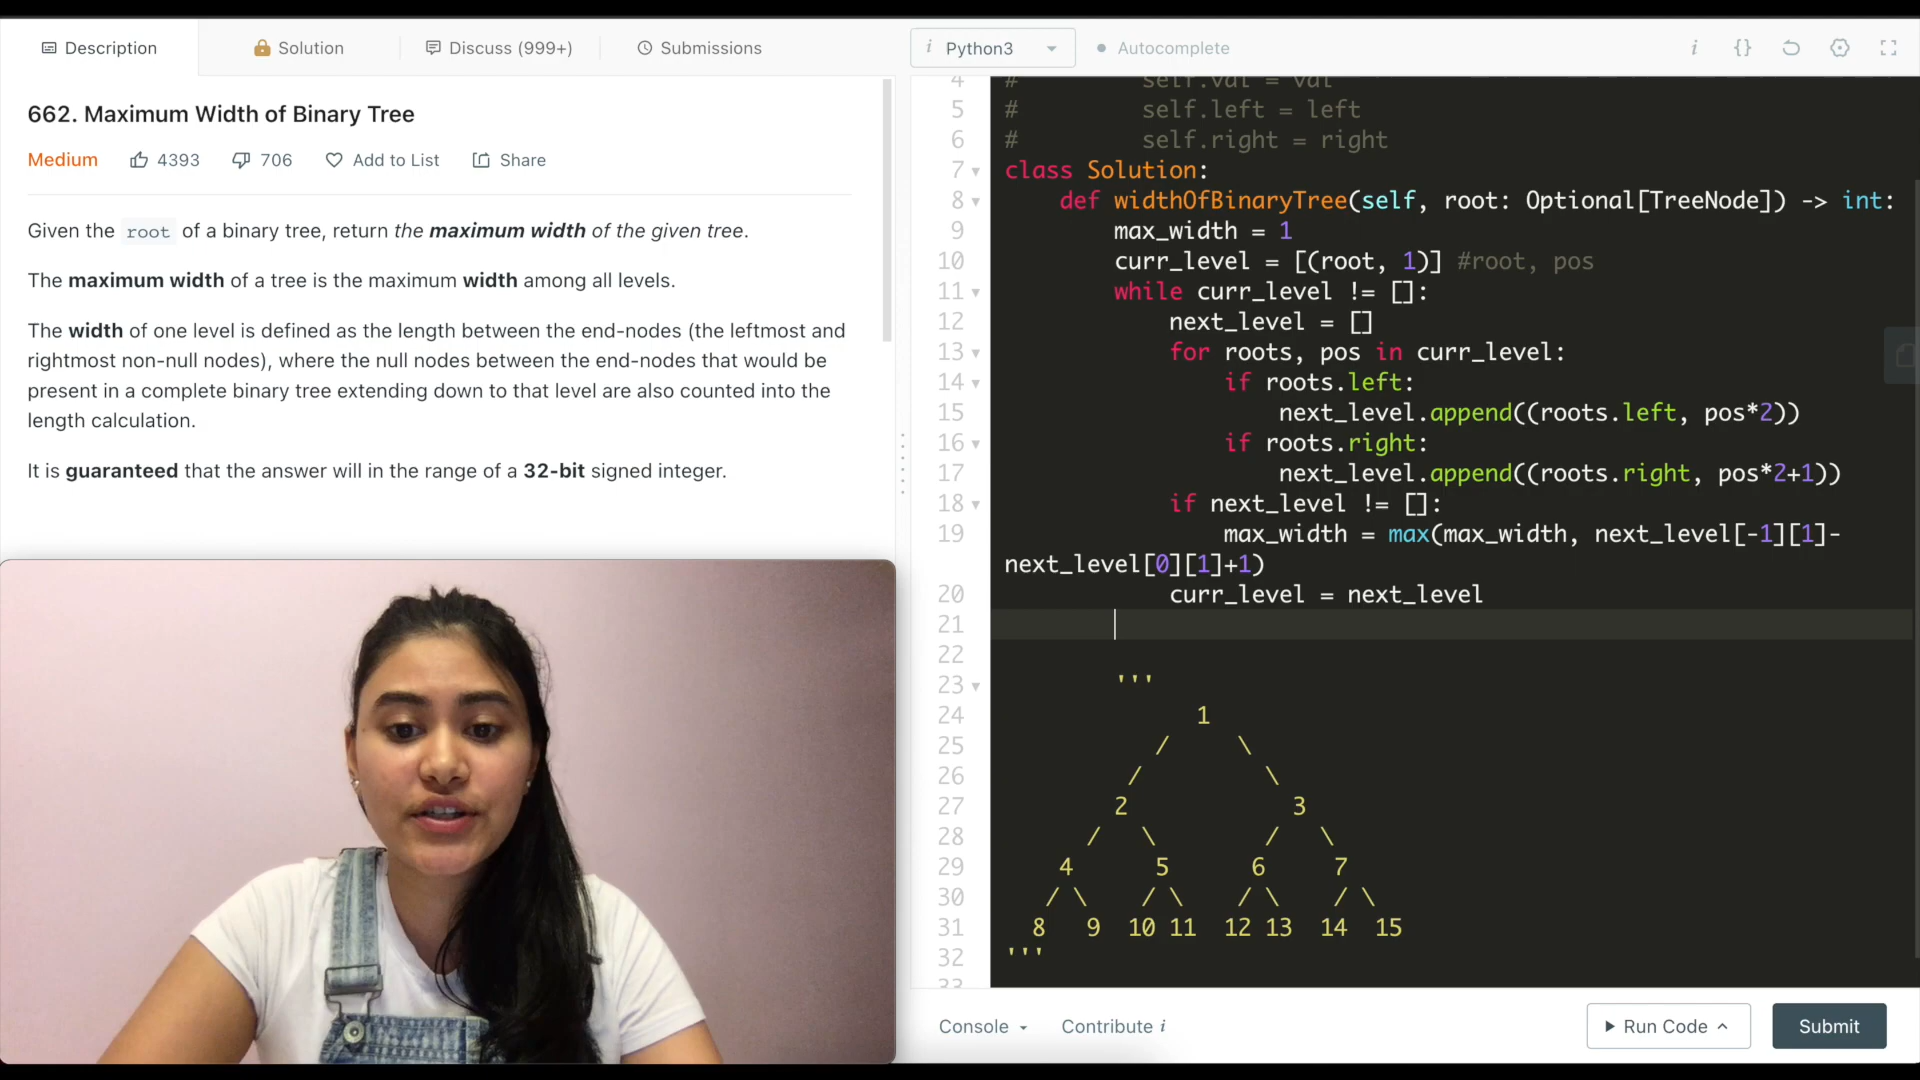 Description
Solution
Discuss (999+)
Submissions
662. Maximum Width of Binary Tree
Medium
4393
706
Add to List
Share
Given the root of a binary tree, return the maximum width of the given tree.
The maximum width of a tree is the maximum width among all levels.
The width of one level is defined as the length between the end-nodes (the leftmost and
rightmost non-null nodes), where the null nodes between the end-nodes that would be
present in a complete binary tree extending down to that level are also counted into the
length calculation.
It is guaranteed that the answer will in the range of a 32-bit signed integer.
i Python3
Autocomplete
i {}
4 # self.val = val
5 # self.left = left
6 # self.right = right
7 class Solution:
8 def widthOfBinaryTree(self, root: Optional[TreeNode]) -> int:
9 max_width = 1
10 curr_level = [(root, 1)] #root, pos
11 while curr_level != []:
12 next_level = []
13 for roots, pos in curr_level:
14 if roots.left:
15 next_level.append((roots.left, pos*2))
16 if roots.right:
17 next_level.append((roots.right, pos*2+1))
18 if next_level != []:
19 max_width = max(max_width, next_level[-1][1]-
next_level[0][1]+1)
20 curr_level = next_level
21
22
23 '''
24 1
25 / \
26 / \
27 2 3
28 / \ / \
29 4 5 6 7
30 / \ / \ / \ / \
31 8 9 10 11 12 13 14 15
32 '''
33
Console
Contribute i
Run Code
Submit